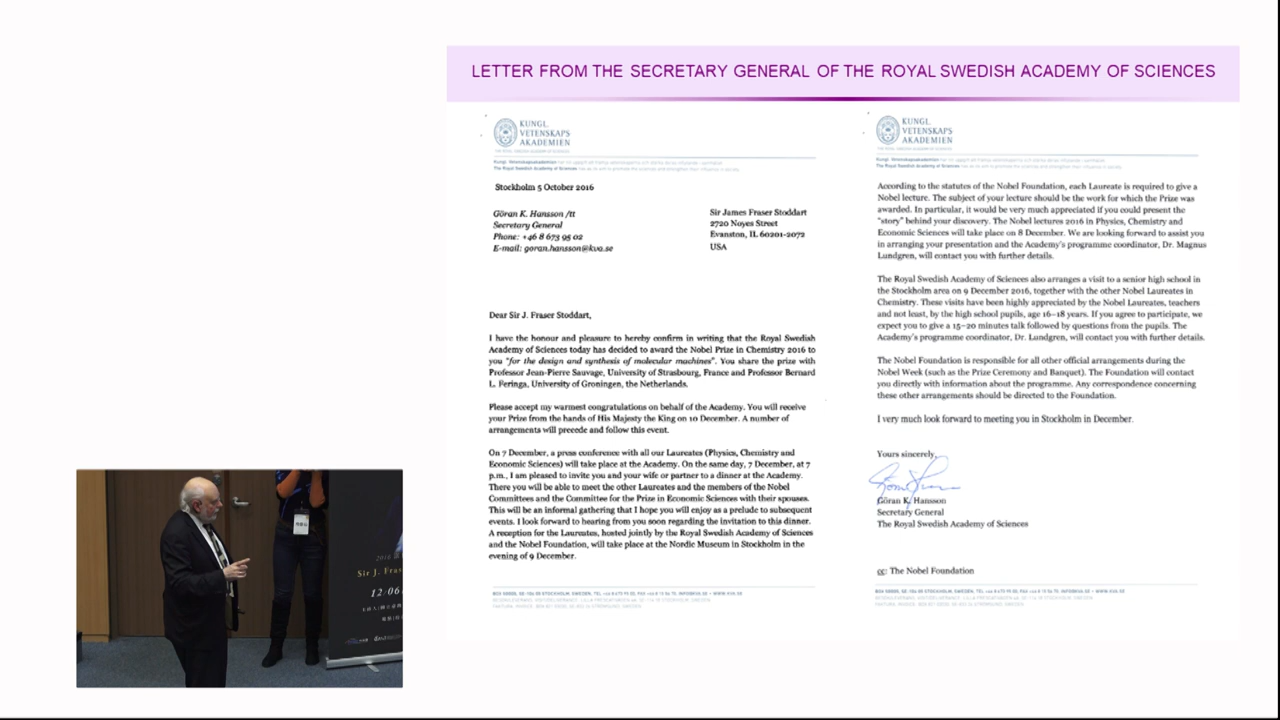 LETTER FROM THE SECRETARY GENERAL OF THE ROYAL SWEDISH ACADEMY OF SCIENCES
KUNGL.
VETENSKAPS
AKADEMIEN
THE ROYAL SWEDISH ACADEMY OF SCIENCES
Stockholm 5 October 2016
Göran K. Hansson /tt
Secretary General
Phone: +46 8 673 95 02
E-mail: goran.hansson@kva.se
Sir James Fraser Stoddart
2720 Noyes Street
Evanston, IL 60201-2072
USA
Dear Sir J. Fraser Stoddart,
I have the honour and pleasure to hereby confirm in writing that the Royal Swedish
Academy of Sciences today has decided to award the Nobel Prize in Chemistry 2016 to
you "for the design and synthesis of molecular machines". You share the prize with
Professor Jean-Pierre Sauvage, University of Strasbourg, France and Professor Bernard
L. Feringa, University of Groningen, the Netherlands.
Please accept my warmest congratulations on behalf of the Academy. You will receive
your Prize from the hands of His Majesty the King on 10 December. A number of
arrangements will precede and follow this event.
On 7 December, a press conference with all our Laureates (Physics, Chemistry and
Economic Sciences) will take place at the Academy. On the same day, 7 December, at 7
p.m., I am pleased to invite you and your wife or partner to a dinner at the Academy.
There you will be able to meet the other Laureates and the members of the Nobel
Committees and the Committee for the Prize in Economic Sciences with their spouses.
This will be an informal gathering that I hope you will enjoy as a prelude to subsequent
events. I look forward to hearing from you soon regarding the invitation to this dinner.
A reception for the Laureates, hosted jointly by the Royal Swedish Academy of Sciences
and the Nobel Foundation, will take place at the Nordic Museum in Stockholm in the
evening of 9 December.
KUNGL.
VETENSKAPS
AKADEMIEN
THE ROYAL SWEDISH ACADEMY OF SCIENCES
According to the statutes of the Nobel Foundation, each Laureate is required to give a
Nobel lecture. The subject of your lecture should be the work for which the Prize was
awarded. In particular, it would be very much appreciated if you could present the
"story" behind your discovery. The Nobel lectures 2016 in Physics, Chemistry and
Economic Sciences will take place on 8 December. We are looking forward to assist you
in arranging your presentation and the Academy's programme coordinator, Dr. Magnus
Lundgren, will contact you with further details.
The Royal Swedish Academy of Sciences also arranges a visit to a senior high school in
the Stockholm area on 9 December 2016, together with the other Nobel Laureates in
Chemistry. These visits have been highly appreciated by the Nobel Laureates, teachers
and not least, by the high school pupils, age 16–18 years. If you agree to participate, we
expect you to give a 15–20 minutes talk followed by questions from the pupils. The
Academy's programme coordinator, Dr. Lundgren, will contact you with further details.
The Nobel Foundation is responsible for all other official arrangements during the
Nobel Week (such as the Prize Ceremony and Banquet). The Foundation will contact
you directly with information about the programme. Any correspondence concerning
these other arrangements should be directed to the Foundation.
I very much look forward to meeting you in Stockholm in December.
Yours sincerely,
Göran K. Hansson
Secretary General
The Royal Swedish Academy of Sciences
cc: The Nobel Foundation
Sir J. Fras
12/06